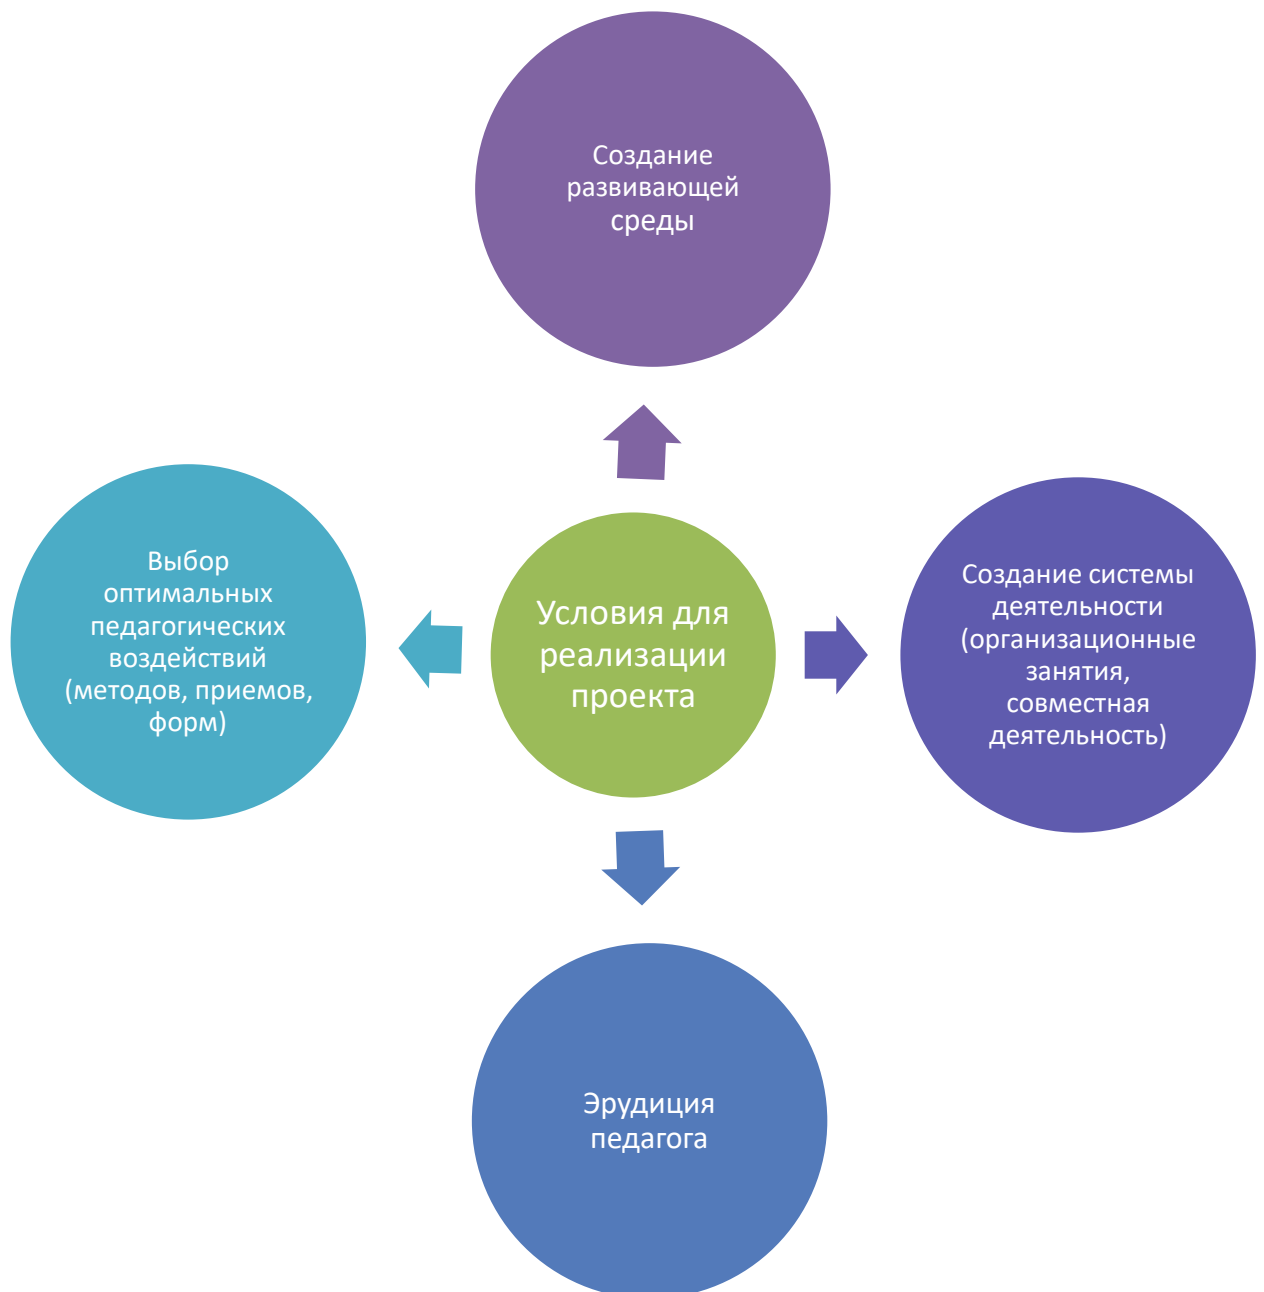 Создание
развивающей
среды
Выбор
оптимальных
педагогических
воздействий
(методов, приемов,
форм)
Условия для
реализации
проекта
Создание системы
деятельности
(организационные
занятия,
совместная
деятельность)
Эрудиция
педагога